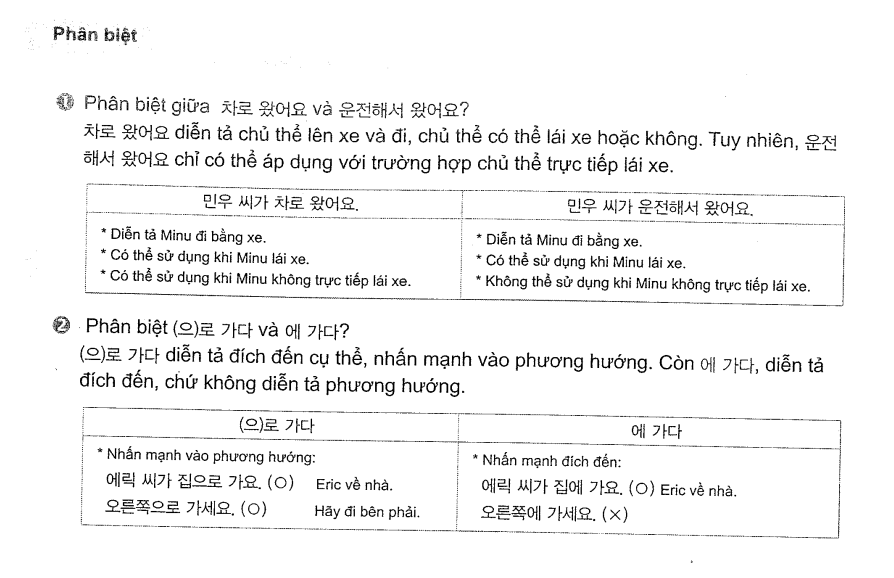 Phân biệt
❶ Phân biệt giữa 차로 왔어요 và 운전해서 왔어요?
차로 왔어요 diễn tả chủ thể lên xe và đi, chủ thể có thể lái xe hoặc không. Tuy nhiên, 운전
해서 왔어요 chỉ có thể áp dụng với trường hợp chủ thể trực tiếp lái xe.
민우 씨가 차로 왔어요.
* Diễn tả Minu đi bằng xe.
* Có thể sử dụng khi Minu lái xe.
* Có thể sử dụng khi Minu không trực tiếp lái xe.
민우 씨가 운전해서 왔어요.
* Diễn tả Minu đi bằng xe.
* Có thể sử dụng khi Minu lái xe.
* Không thể sử dụng khi Minu không trực tiếp lái xe.
❷ Phân biệt (으)로 가다 và 에 가다?
(으)로 가다 diễn tả đích đến cụ thể, nhấn mạnh vào phương hướng. Còn 에 가다, diễn tả
đích đến, chứ không diễn tả phương hướng.
(으)로 가다
* Nhấn mạnh vào phương hướng:
에릭 씨가 집으로 가요. (O) Eric về nhà.
오른쪽으로 가세요. (O) Hãy đi bên phải.
에 가다
* Nhấn mạnh đích đến:
에릭 씨가 집에 가요. (O) Eric về nhà.
오른쪽에 가세요. (×)